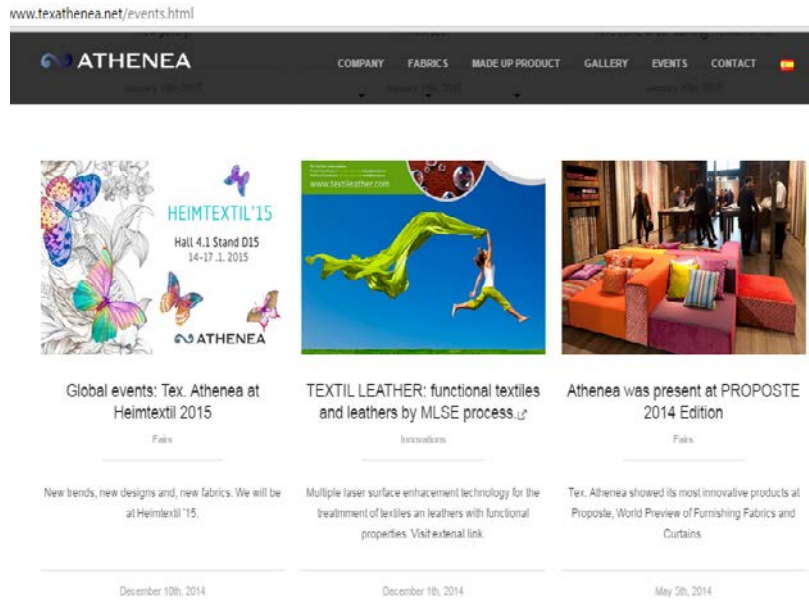 www.texathenea.net/events.html
ATHENEA
COMPANY FABRICS MADE UP PRODUCT GALLERY EVENTS CONTACT
HEIMTEXTIL'15
Hall 4.1 Stand D15
14-17 .1. 2015
ATHENEA
www.textileather.com
Global events: Tex. Athenea at
Heimtextil 2015
Fairs
New trends, new designs and, new fabrics. We will be
at Heimtextil '15.
December 10th, 2014
TEXTIL LEATHER: functional textiles
and leathers by MLSE process.
Innovations
Multiple laser surface enhacement technology for the
treatmment of textiles an leathers with functional
properties. Visit extenal link.
December 1th, 2014
Athenea was present at PROPOSTE
2014 Edition
Fairs
Tex. Athenea showed its most innovative products at
Proposte, World Preview of Furnishing Fabrics and
Curtains.
May 5th, 2014